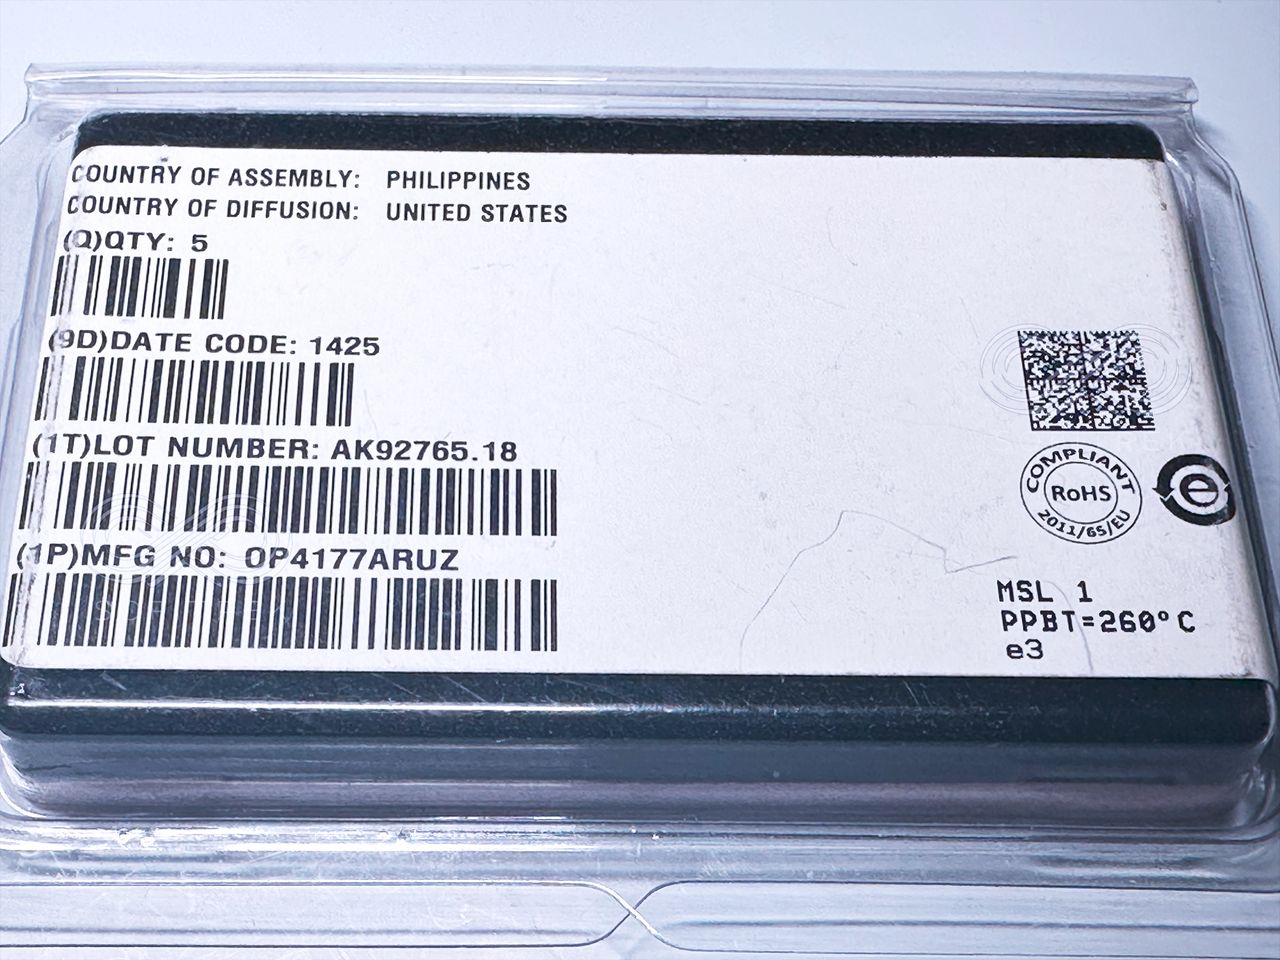 COUNTRY OF ASSEMBLY: PHILIPPINES
COUNTRY OF DIFFUSION: UNITED STATES
(Q)QTY: 5
(9D)DATE CODE: 1425
(1T)LOT NUMBER: AK92765.18
(1P)MFG NO: OP4177ARUZ
COMPLIANT
RoHS
2011/65/EU
e
MSL 1
PPBT=260°C
e3